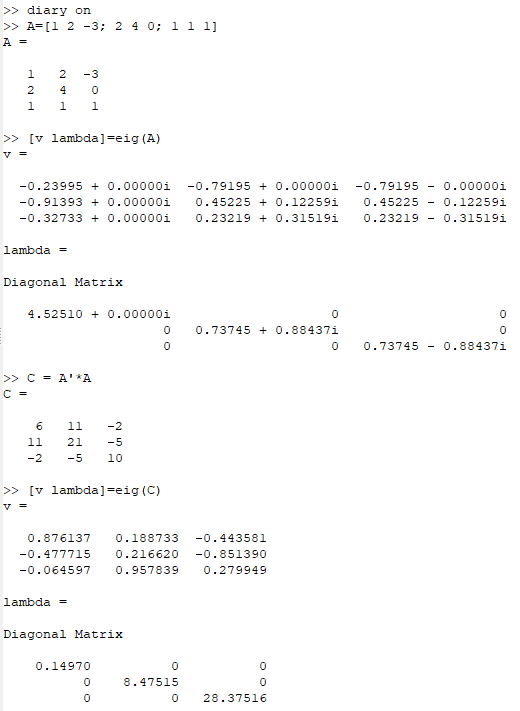 >> diary on
>> A=[1 2 -3; 2 4 0; 1 1 1]
A =
1 2 -3
2 4 0
1 1 1
>> [v lambda]=eig(A)
v =
-0.23995 + 0.00000i -0.79195 + 0.00000i -0.79195 - 0.00000i
-0.91393 + 0.00000i 0.45225 + 0.12259i 0.45225 - 0.12259i
-0.32733 + 0.00000i 0.23219 + 0.31519i 0.23219 - 0.31519i
lambda =
Diagonal Matrix
4.52510 + 0.00000i 0 0
0 0.73745 + 0.88437i 0
0 0 0.73745 - 0.88437i
>> C = A'*A
C =
6 11 -2
11 21 -5
-2 -5 10
>> [v lambda]=eig(C)
v =
0.876137 0.188733 -0.443581
-0.477715 0.216620 -0.851390
-0.064597 0.957839 0.279949
lambda =
Diagonal Matrix
0.14970 0 0
0 8.47515 0
0 0 28.37516